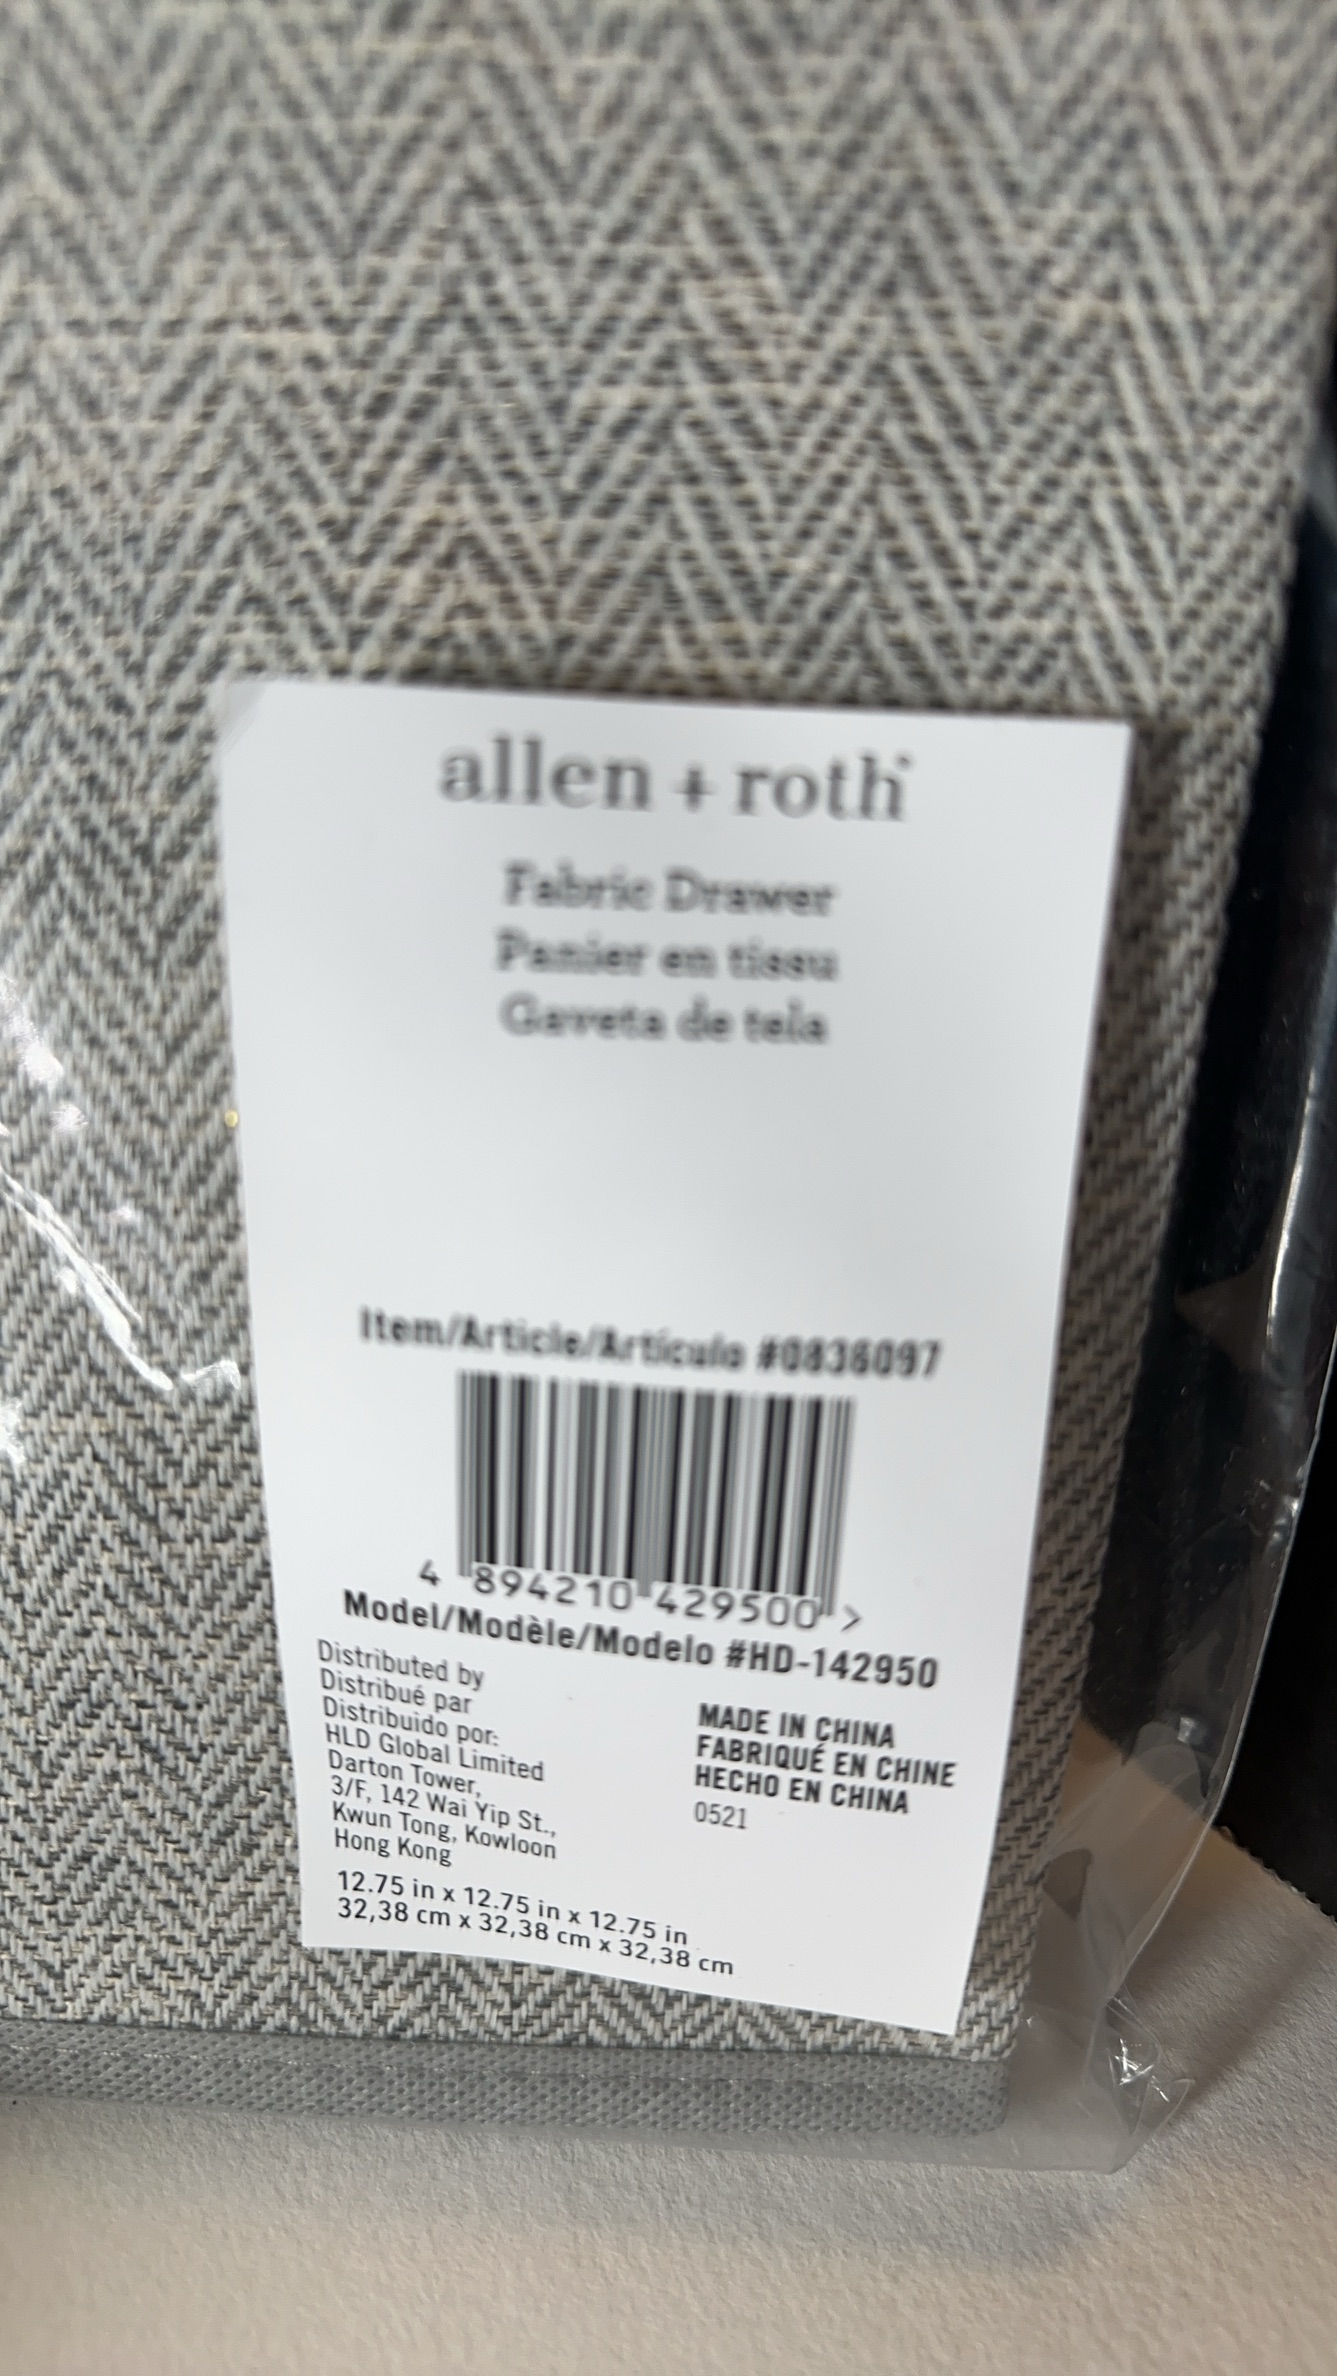 allen + roth®
Fabric Drawer
Panier en tissu
Gaveta de tela
Item/Article/Artículo #0836097
4 894210 429500 >
Model/Modèle/Modelo #HD-142950
Distributed by
Distribué par
Distribuido por:
HLD Global Limited
Darton Tower,
3/F, 142 Wai Yip St.,
Kwun Tong, Kowloon
Hong Kong
MADE IN CHINA
FABRIQUÉ EN CHINE
HECHO EN CHINA
0521
12.75 in x 12.75 in x 12.75 in
32,38 cm x 32,38 cm x 32,38 cm